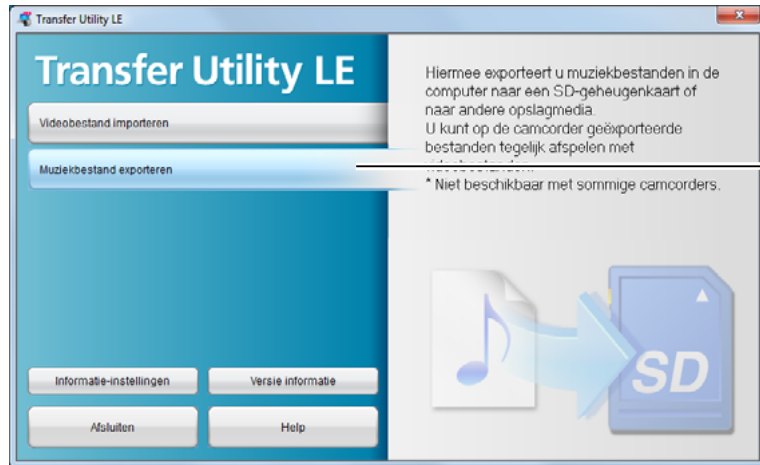 Transfer Utility LE
Transfer Utility LE
Videobestand importeren
Muziekbestand exporteren
Informatie-instellingen
Versie informatie
Afsluiten
Help
Hiermee exporteert u muziekbestanden in de
computer naar een SD-geheugenkaart of
naar andere opslagmedia.
U kunt op de camcorder geëxporteerde
bestanden tegelijk afspelen met
videobestanden.
* Niet beschikbaar met sommige camcorders.
SD